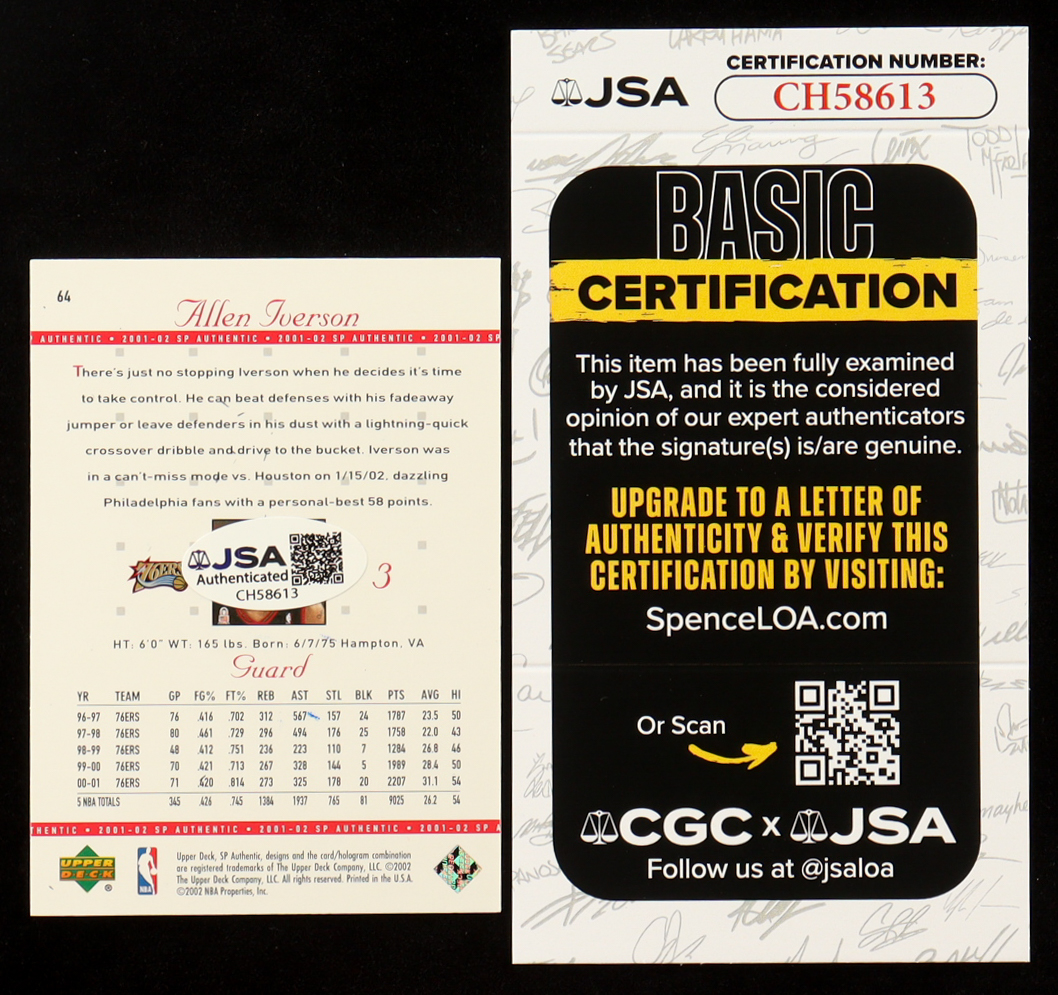 64
Allen Iverson
AUTHENTIC • 2001-02 SP AUTHENTIC • 2001-02 SP AUTHENTIC • 2001-02 SP
There's just no stopping Iverson when he decides it's time
to take control. He can beat defenses with his fadeaway
jumper or leave defenders in his dust with a lightning-quick
crossover dribble and drive to the bucket. Iverson was
in a can't-miss mode vs. Houston on 1/15/02, dazzling
Philadelphia fans with a personal-best 58 points.
76ERS
JSA
Authenticated
CH58613
3
HT: 6'0" WT: 165 lbs. Born: 6/7/75 Hampton, VA
Guard
YR TEAM GP FG% FT% REB AST STL BLK PTS AVG HI
96-97 76ERS 76 .416 .702 312 567 157 24 1787 23.5 50
97-98 76ERS 80 .461 .729 296 494 176 25 1758 22.0 43
98-99 76ERS 48 .412 .751 236 223 110 7 1284 26.8 46
99-00 76ERS 70 .421 .713 267 328 144 5 1989 28.4 50
00-01 76ERS 71 .420 .814 273 325 178 20 2207 31.1 54
5 NBA TOTALS 345 .426 .745 1384 1937 765 81 9025 26.2 54
HENTIC • 2001-02 SP AUTHENTIC • 2001-02 SP AUTHENTIC • 2001-02 SP A
UPPER
DECK
NBA
Upper Deck, SP Authentic, designs and the card/hologram combination
are registered trademarks of The Upper Deck Company, LLC. ©2002
The Upper Deck Company, LLC. All rights reserved. Printed in the U.S.A.
©2002 NBA Properties, Inc.
JSA
CERTIFICATION NUMBER:
CH58613
BASIC
CERTIFICATION
This item has been fully examined
by JSA, and it is the considered
opinion of our expert authenticators
that the signature(s) is/are genuine.
UPGRADE TO A LETTER OF
AUTHENTICITY & VERIFY THIS
CERTIFICATION BY VISITING:
SpenceLOA.com
Or Scan
CGC x JSA
Follow us at @jsaloa